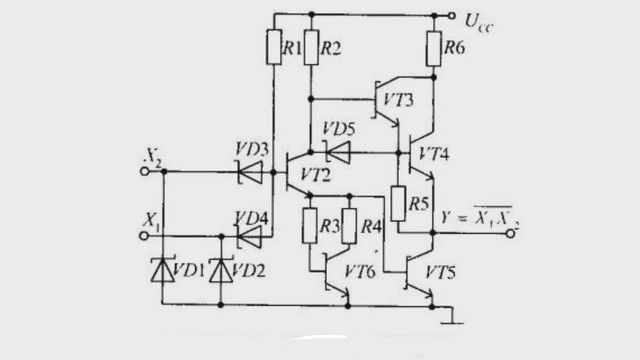 U_CC
R1 R2 R6
VT3
VD5
X_2 VD3 VT4
VT2
X_1 VD4 R3 R4 R5 Y = \overline{X_1 X}_2
VD1 VD2 VT6 VT5